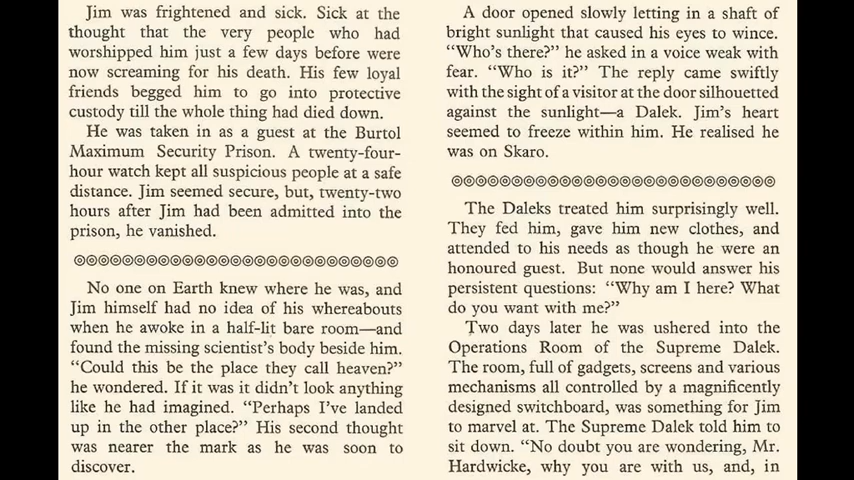 Jim was frightened and sick. Sick at the
thought that the very people who had
worshipped him just a few days before were
now screaming for his death. His few loyal
friends begged him to go into protective
custody till the whole thing had died down.
He was taken in as a guest at the Burtol
Maximum Security Prison. A twenty-four-
hour watch kept all suspicious people at a safe
distance. Jim seemed secure, but, twenty-two
hours after Jim had been admitted into the
prison, he vanished.
No one on Earth knew where he was, and
Jim himself had no idea of his whereabouts
when he awoke in a half-lit bare room—and
found the missing scientist's body beside him.
"Could this be the place they call heaven?"
he wondered. If it was it didn't look anything
like he had imagined. "Perhaps I've landed
up in the other place?" His second thought
was nearer the mark as he was soon to
discover.
A door opened slowly letting in a shaft of
bright sunlight that caused his eyes to wince.
"Who's there?" he asked in a voice weak with
fear. "Who is it?" The reply came swiftly
with the sight of a visitor at the door silhouetted
against the sunlight—a Dalek. Jim's heart
seemed to freeze within him. He realised he
was on Skaro.
The Daleks treated him surprisingly well.
They fed him, gave him new clothes, and
attended to his needs as though he were an
honoured guest. But none would answer his
persistent questions: "Why am I here? What
do you want with me?"
Two days later he was ushered into the
Operations Room of the Supreme Dalek.
The room, full of gadgets, screens and various
mechanisms all controlled by a magnificently
designed switchboard, was something for Jim
to marvel at. The Supreme Dalek told him to
sit down. "No doubt you are wondering, Mr.
Hardwicke, why you are with us, and, in